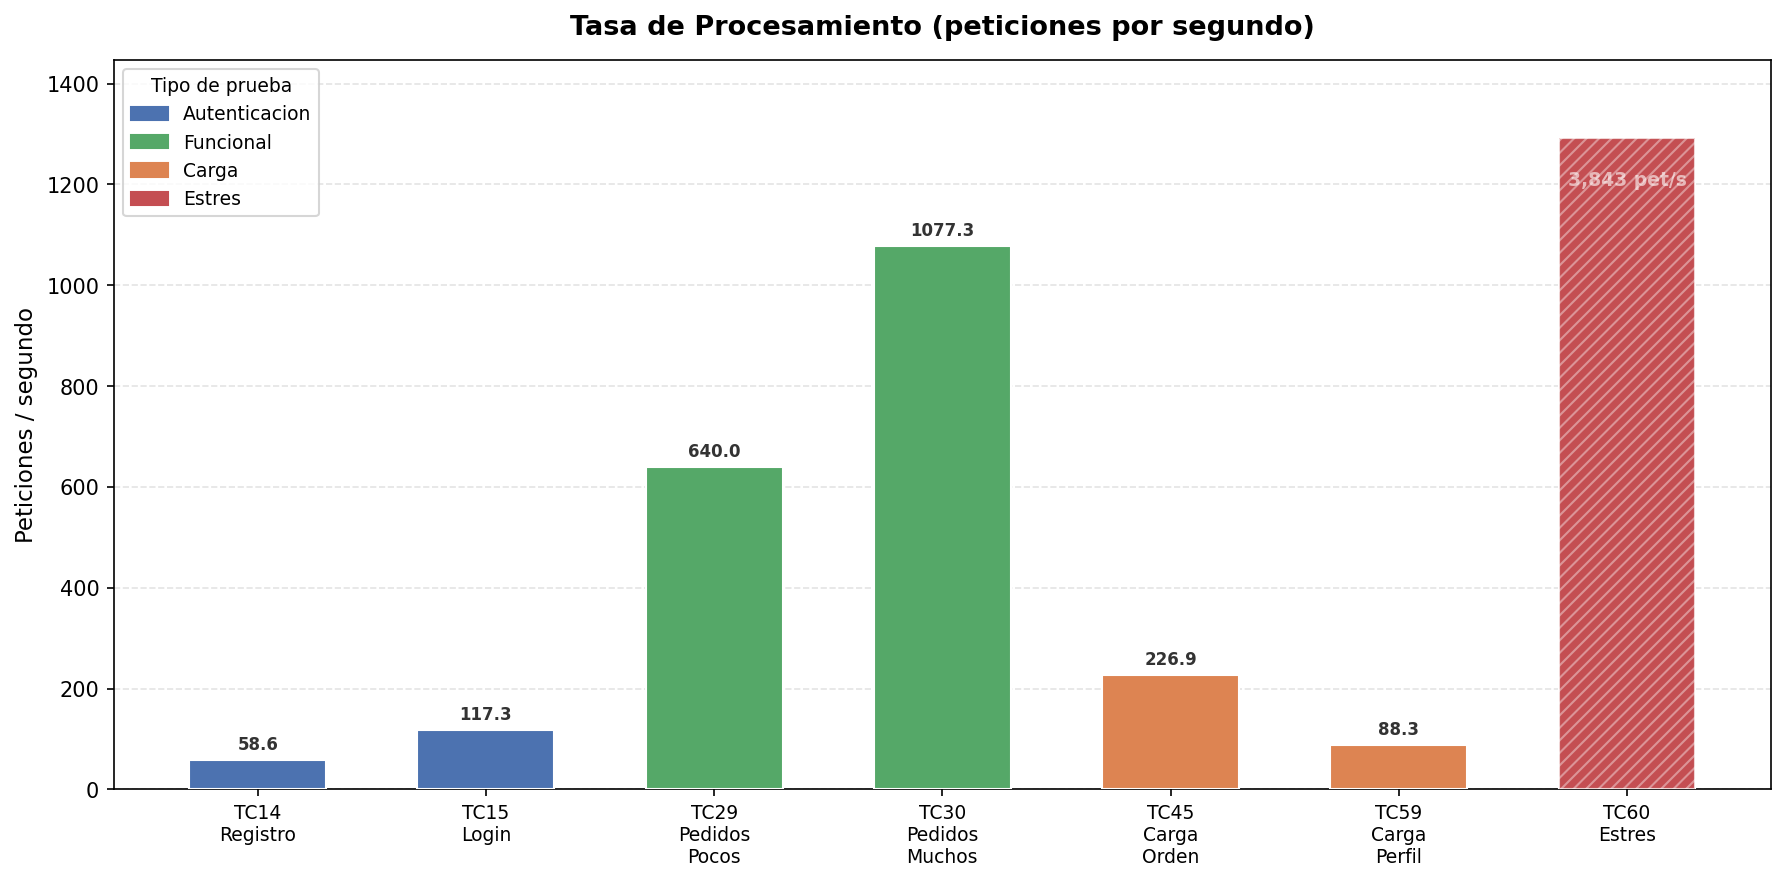 Tasa de Procesamiento (peticiones por segundo)
Peticiones / segundo
1400
1200
1000
800
600
400
200
0
Tipo de prueba
Autenticacion
Funcional
Carga
Estres
58.6
117.3
640.0
1077.3
226.9
88.3
3,843 pet/s
TC14
Registro
TC15
Login
TC29
Pedidos
Pocos
TC30
Pedidos
Muchos
TC45
Carga
Orden
TC59
Carga
Perfil
TC60
Estres